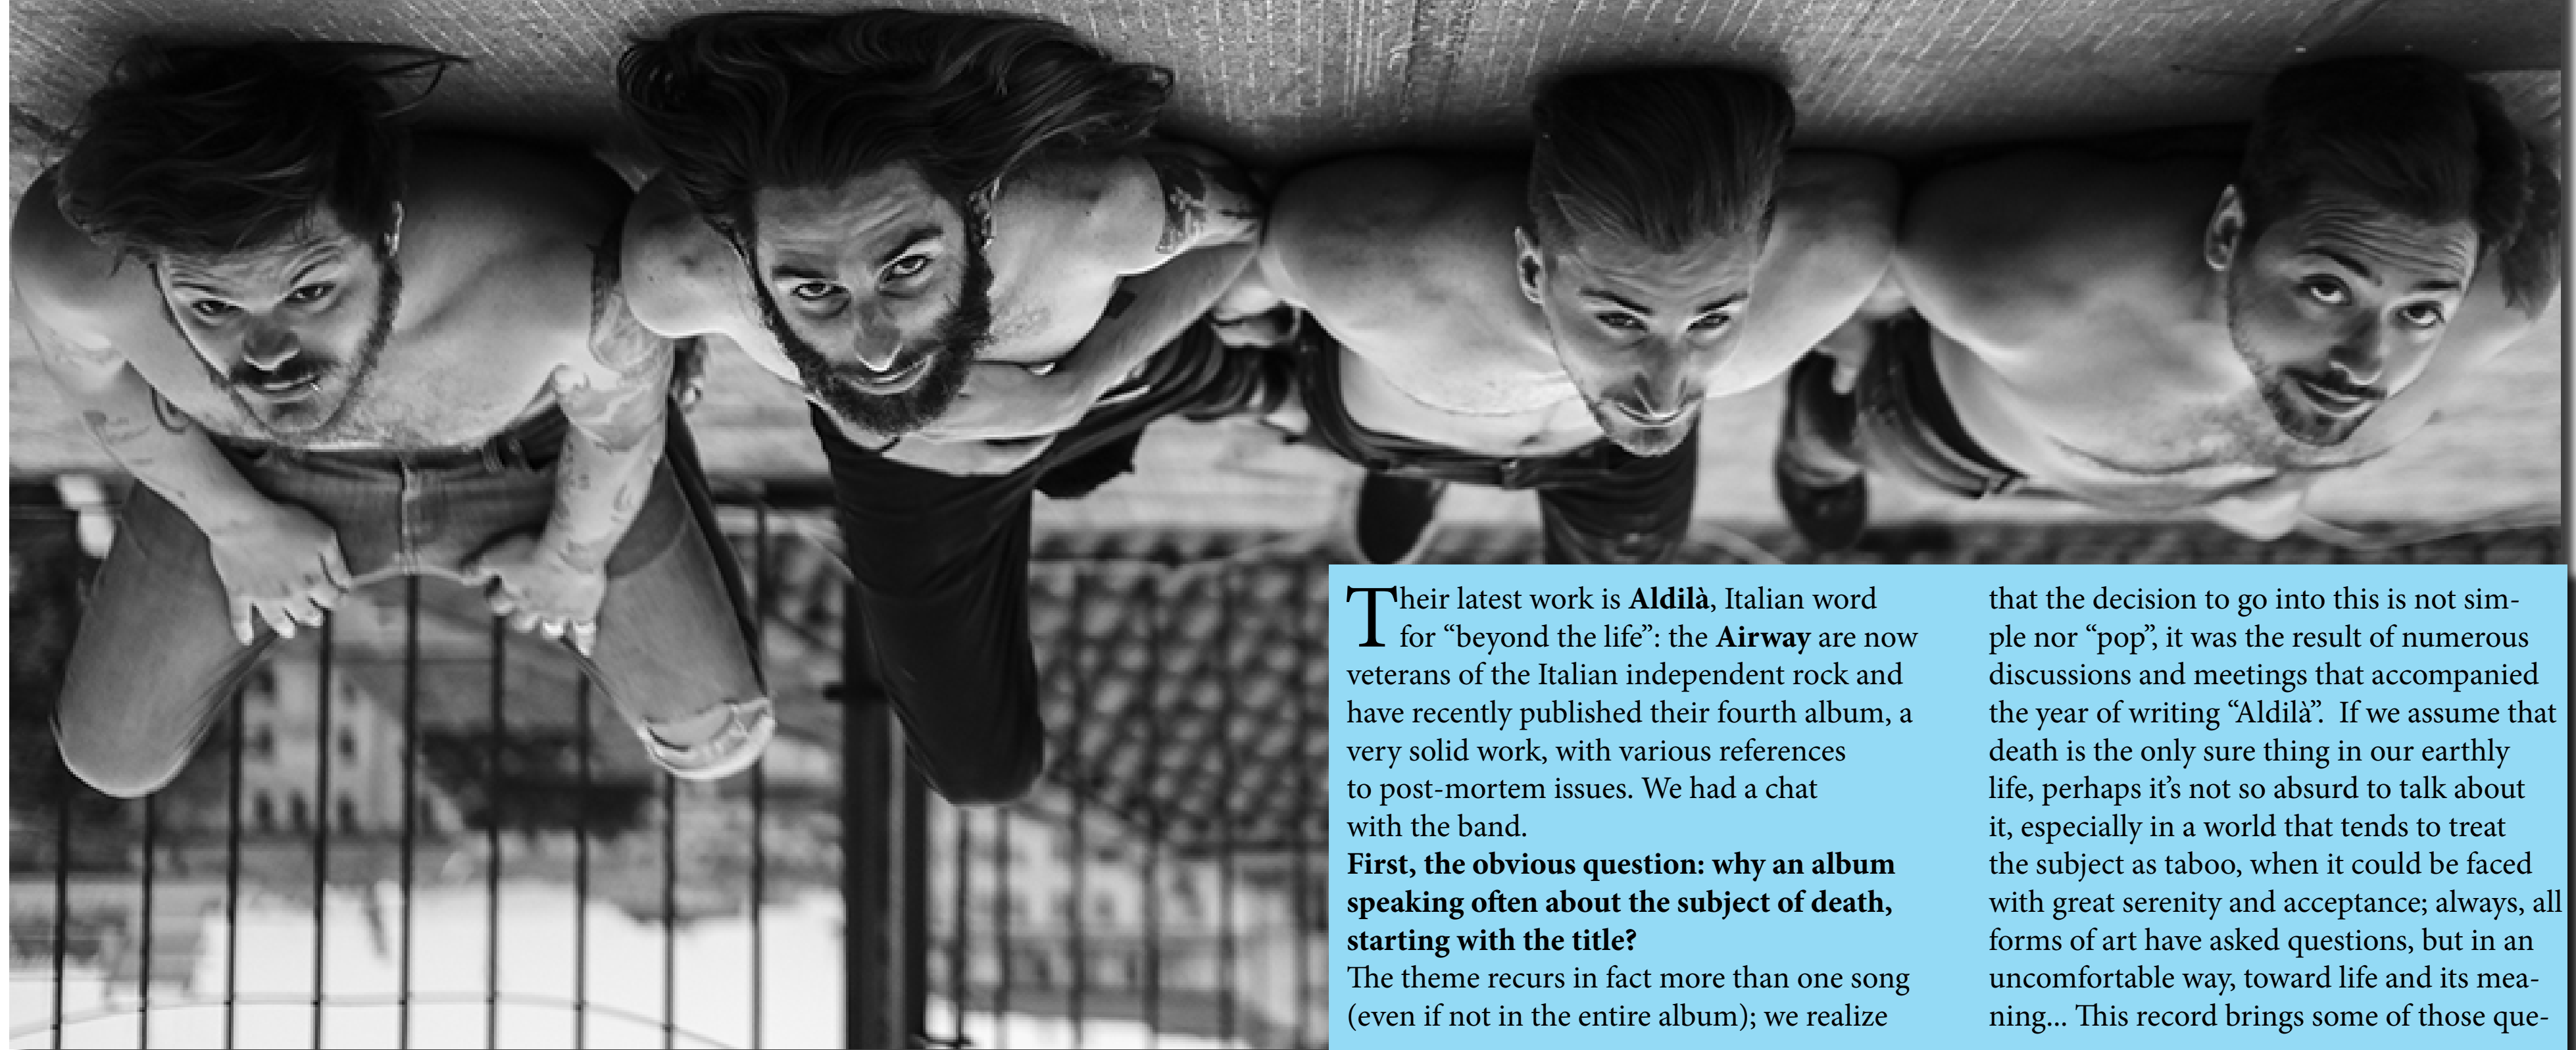 Their latest work is Aldilà, Italian word
for “beyond the life”: the Airway are now
veterans of the Italian independent rock and
have recently published their fourth album, a
very solid work, with various references
to post-mortem issues. We had a chat
with the band.
First, the obvious question: why an album
speaking often about the subject of death,
starting with the title?
The theme recurs in fact more than one song
(even if not in the entire album); we realize
that the decision to go into this is not sim-
ple nor “pop”, it was the result of numerous
discussions and meetings that accompanied
the year of writing “Aldilà”.  If we assume that
death is the only sure thing in our earthly
life, perhaps it’s not so absurd to talk about
it, especially in a world that tends to treat
the subject as taboo, when it could be faced
with great serenity and acceptance; always, all
forms of art have asked questions, but in an
uncomfortable way, toward life and its mea-
ning... This record brings some of those que-